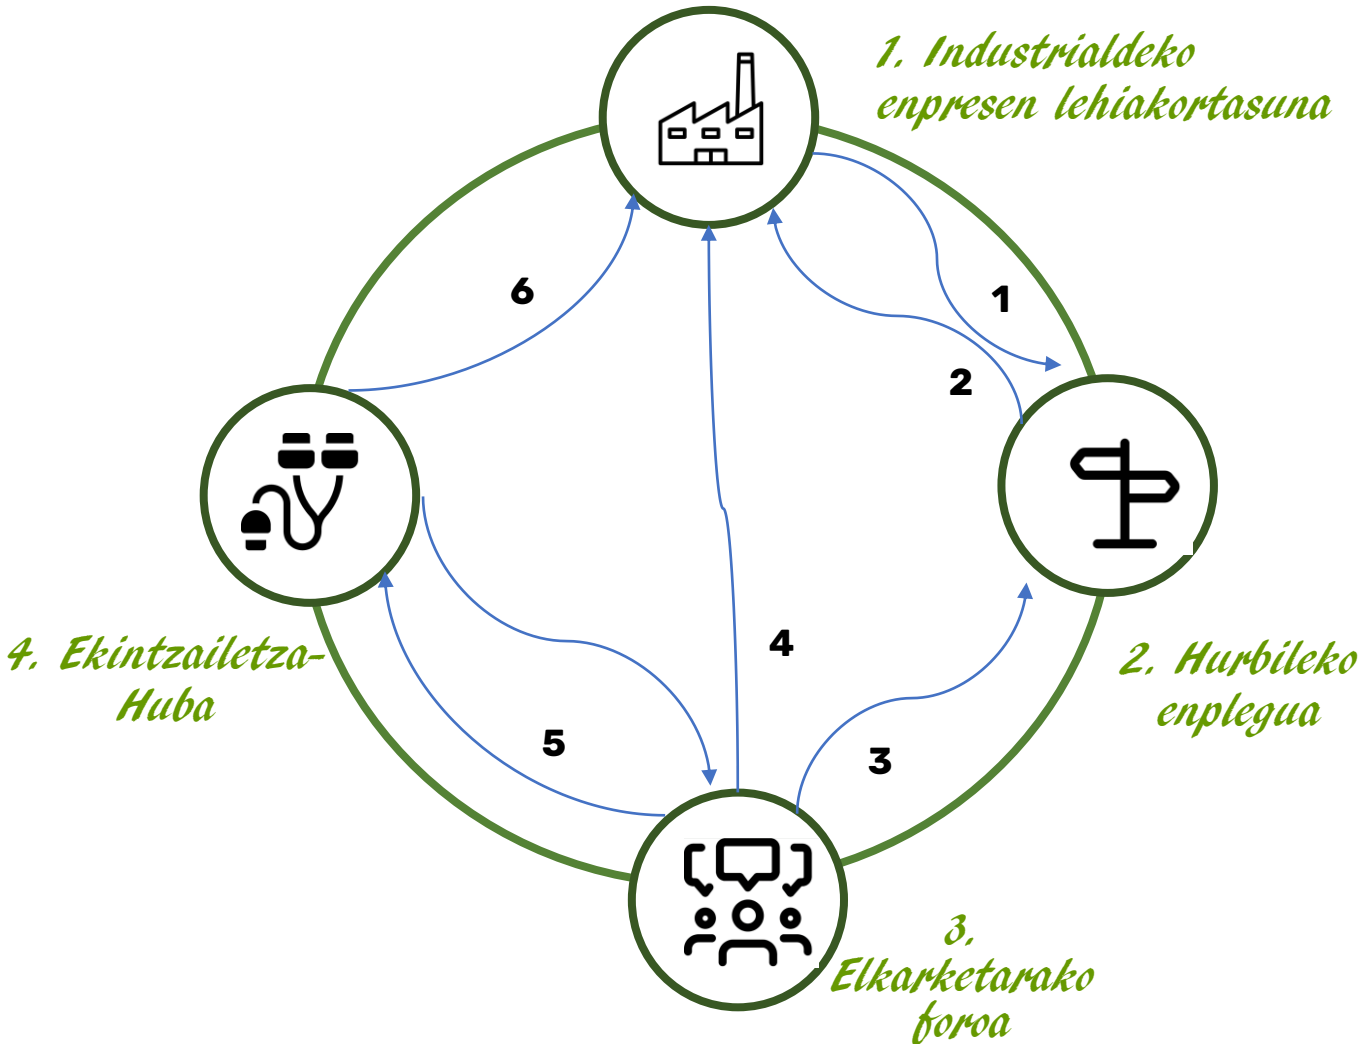 1. Industrialdeko
enpresen lehiakortasuna
6
1
2
4. Ekintzailetza-
Huba
4
2. Hurbileko
enplegua
5
3
3.
Elkarketarako
foroa